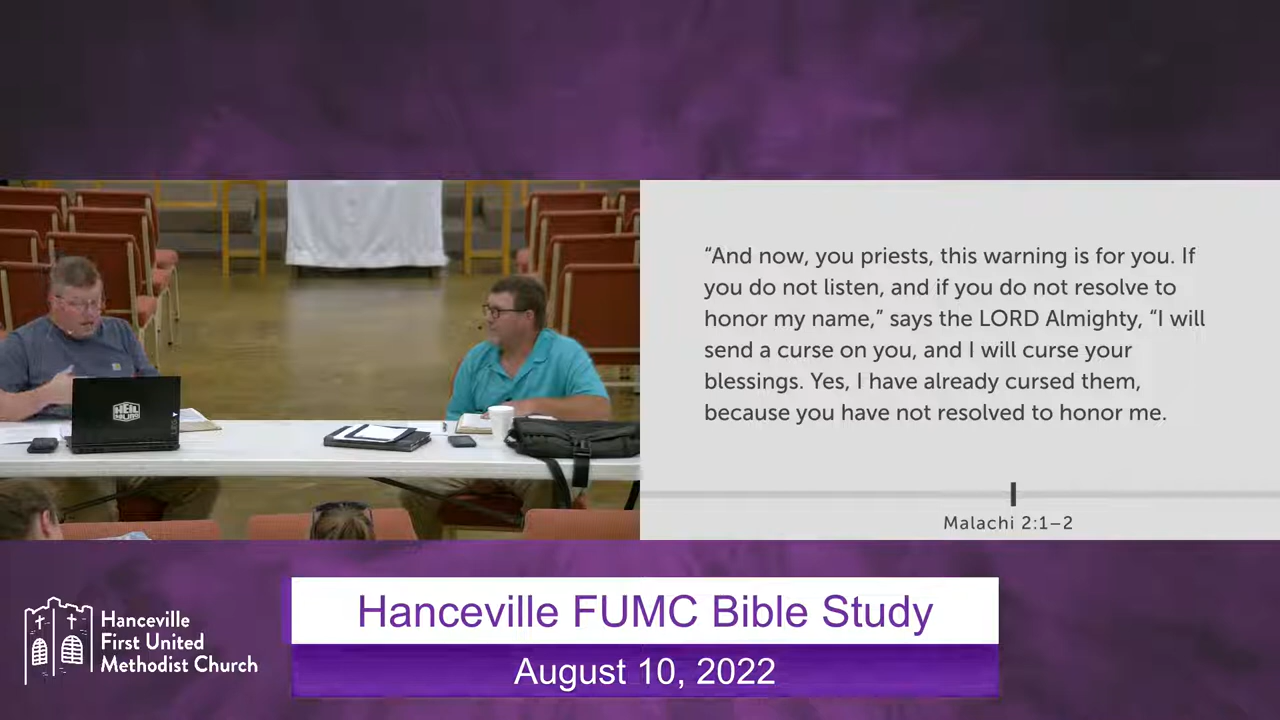 “And now, you priests, this warning is for you. If
you do not listen, and if you do not resolve to
honor my name,” says the LORD Almighty, “I will
send a curse on you, and I will curse your
blessings. Yes, I have already cursed them,
because you have not resolved to honor me.
Malachi 2:1–2
Hanceville FUMC Bible Study
August 10, 2022
Hanceville
First United
Methodist Church
HEIL